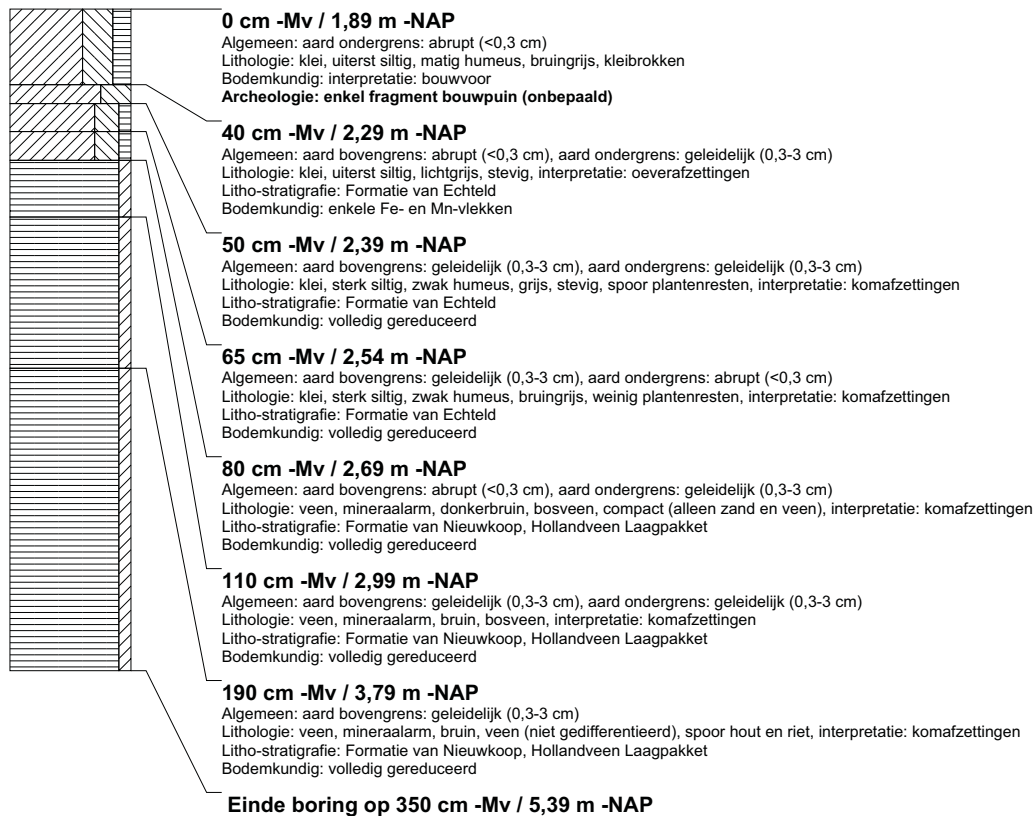 0 cm -Mv / 1,89 m -NAP
Algemeen: aard ondergrens: abrupt (<0,3 cm)
Lithologie: klei, uiterst siltig, matig humeus, bruingrijs, kleibrokken
Bodemkundig: interpretatie: bouwvoor
Archeologie: enkel fragment bouwpuin (onbepaald)
40 cm -Mv / 2,29 m -NAP
Algemeen: aard bovengrens: abrupt (<0,3 cm), aard ondergrens: geleidelijk (0,3-3 cm)
Lithologie: klei, uiterst siltig, lichtgrijs, stevig, interpretatie: oeverafzettingen
Litho-stratigrafie: Formatie van Echteld
Bodemkundig: enkele Fe- en Mn-vlekken
50 cm -Mv / 2,39 m -NAP
Algemeen: aard bovengrens: geleidelijk (0,3-3 cm), aard ondergrens: geleidelijk (0,3-3 cm)
Lithologie: klei, sterk siltig, zwak humeus, grijs, stevig, spoor plantenresten, interpretatie: komafzettingen
Litho-stratigrafie: Formatie van Echteld
Bodemkundig: volledig gereduceerd
65 cm -Mv / 2,54 m -NAP
Algemeen: aard bovengrens: geleidelijk (0,3-3 cm), aard ondergrens: abrupt (<0,3 cm)
Lithologie: klei, sterk siltig, zwak humeus, bruingrijs, weinig plantenresten, interpretatie: komafzettingen
Litho-stratigrafie: Formatie van Echteld
Bodemkundig: volledig gereduceerd
80 cm -Mv / 2,69 m -NAP
Algemeen: aard bovengrens: abrupt (<0,3 cm), aard ondergrens: geleidelijk (0,3-3 cm)
Lithologie: veen, mineraalarm, donkerbruin, bosveen, compact (alleen zand en veen), interpretatie: komafzettingen
Litho-stratigrafie: Formatie van Nieuwkoop, Hollandveen Laagpakket
Bodemkundig: volledig gereduceerd
110 cm -Mv / 2,99 m -NAP
Algemeen: aard bovengrens: geleidelijk (0,3-3 cm), aard ondergrens: geleidelijk (0,3-3 cm)
Lithologie: veen, mineraalarm, bruin, bosveen, interpretatie: komafzettingen
Litho-stratigrafie: Formatie van Nieuwkoop, Hollandveen Laagpakket
Bodemkundig: volledig gereduceerd
190 cm -Mv / 3,79 m -NAP
Algemeen: aard bovengrens: geleidelijk (0,3-3 cm)
Lithologie: veen, mineraalarm, bruin, veen (niet gedifferentieerd), spoor hout en riet, interpretatie: komafzettingen
Litho-stratigrafie: Formatie van Nieuwkoop, Hollandveen Laagpakket
Bodemkundig: volledig gereduceerd
Einde boring op 350 cm -Mv / 5,39 m -NAP